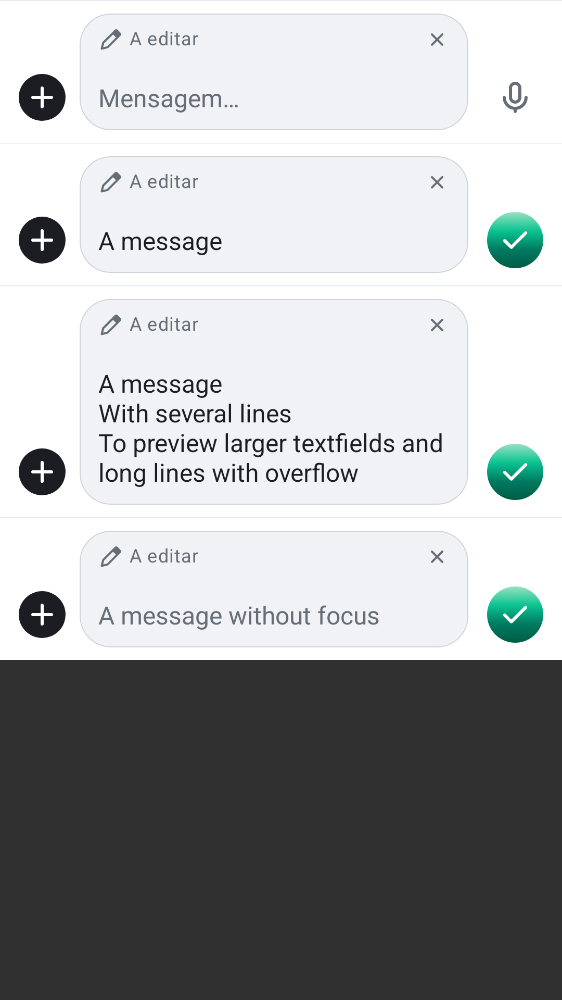 A editar
Mensagem…
A editar
A message
A editar
A message
With several lines
To preview larger textfields and
long lines with overflow
A editar
A message without focus